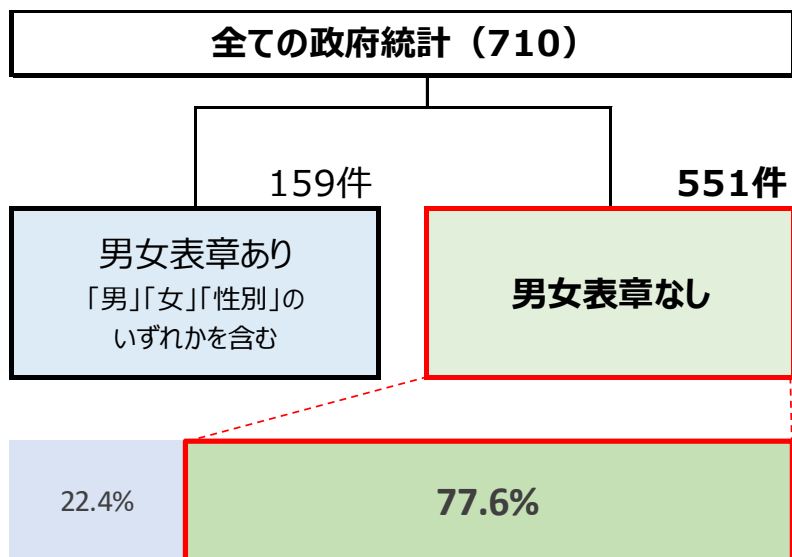 全ての政府統計（710）
159件
551件
男女表章あり
「男」「女」「性別」の
いずれかを含む
男女表章なし
22.4%
77.6%